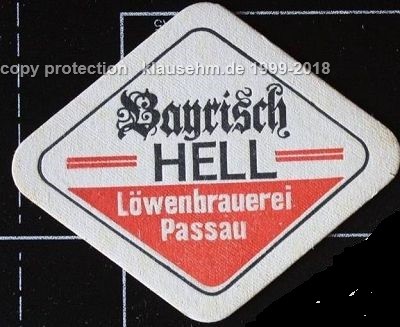 copy protection klausehm.de 1999-2018
Bayrisch
HELL
Löwenbrauerei
Passau